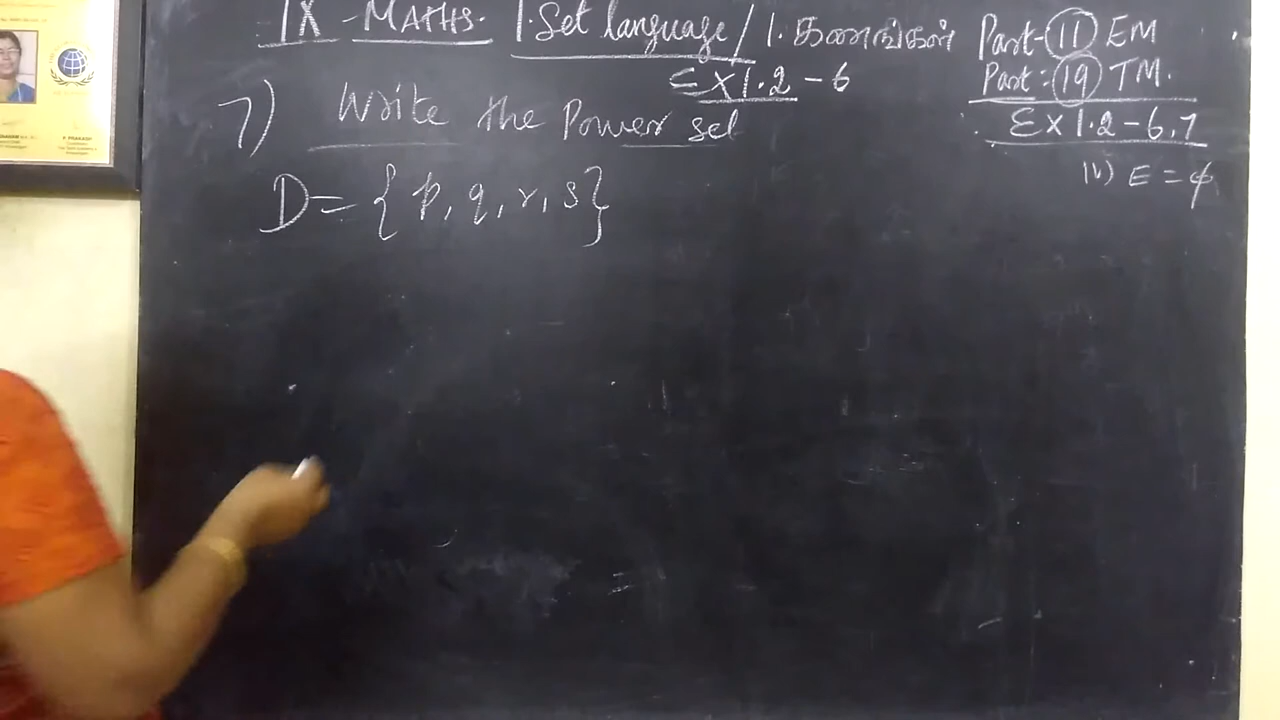 IX - MATHS. 1. Set language / 1. கணங்கள் Part-11 EM
Part: 19 TM.
Ex 1.2 - 6
Ex 1.2 - 6,7
7) Write the Power set
iv) E = ϕ
D = {p, q, r, s}